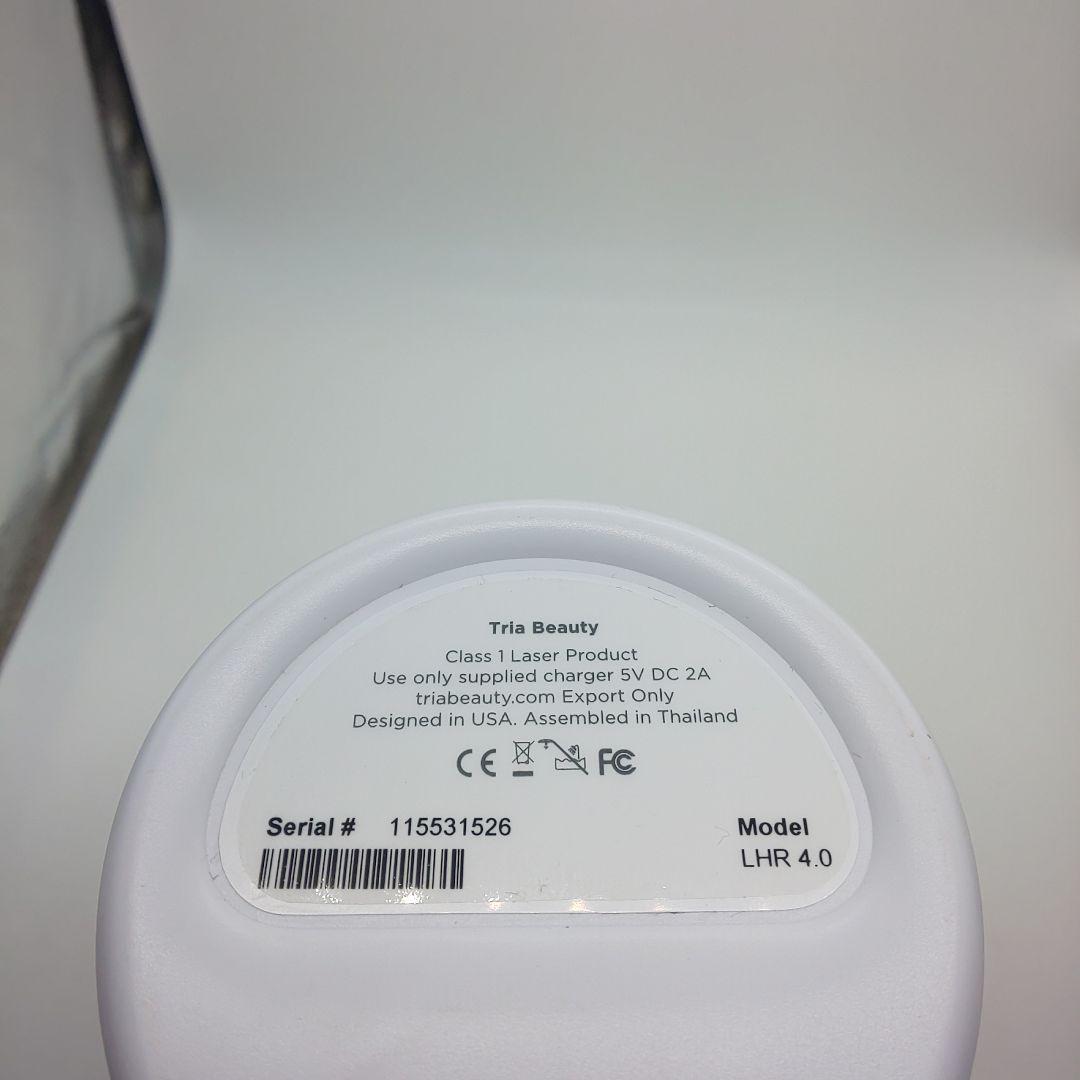 Tria Beauty
Class 1 Laser Product
Use only supplied charger 5V DC 2A
triabeauty.com Export Only
Designed in USA. Assembled in Thailand
CE FC
Serial # 115531526
Model
LHR 4.0